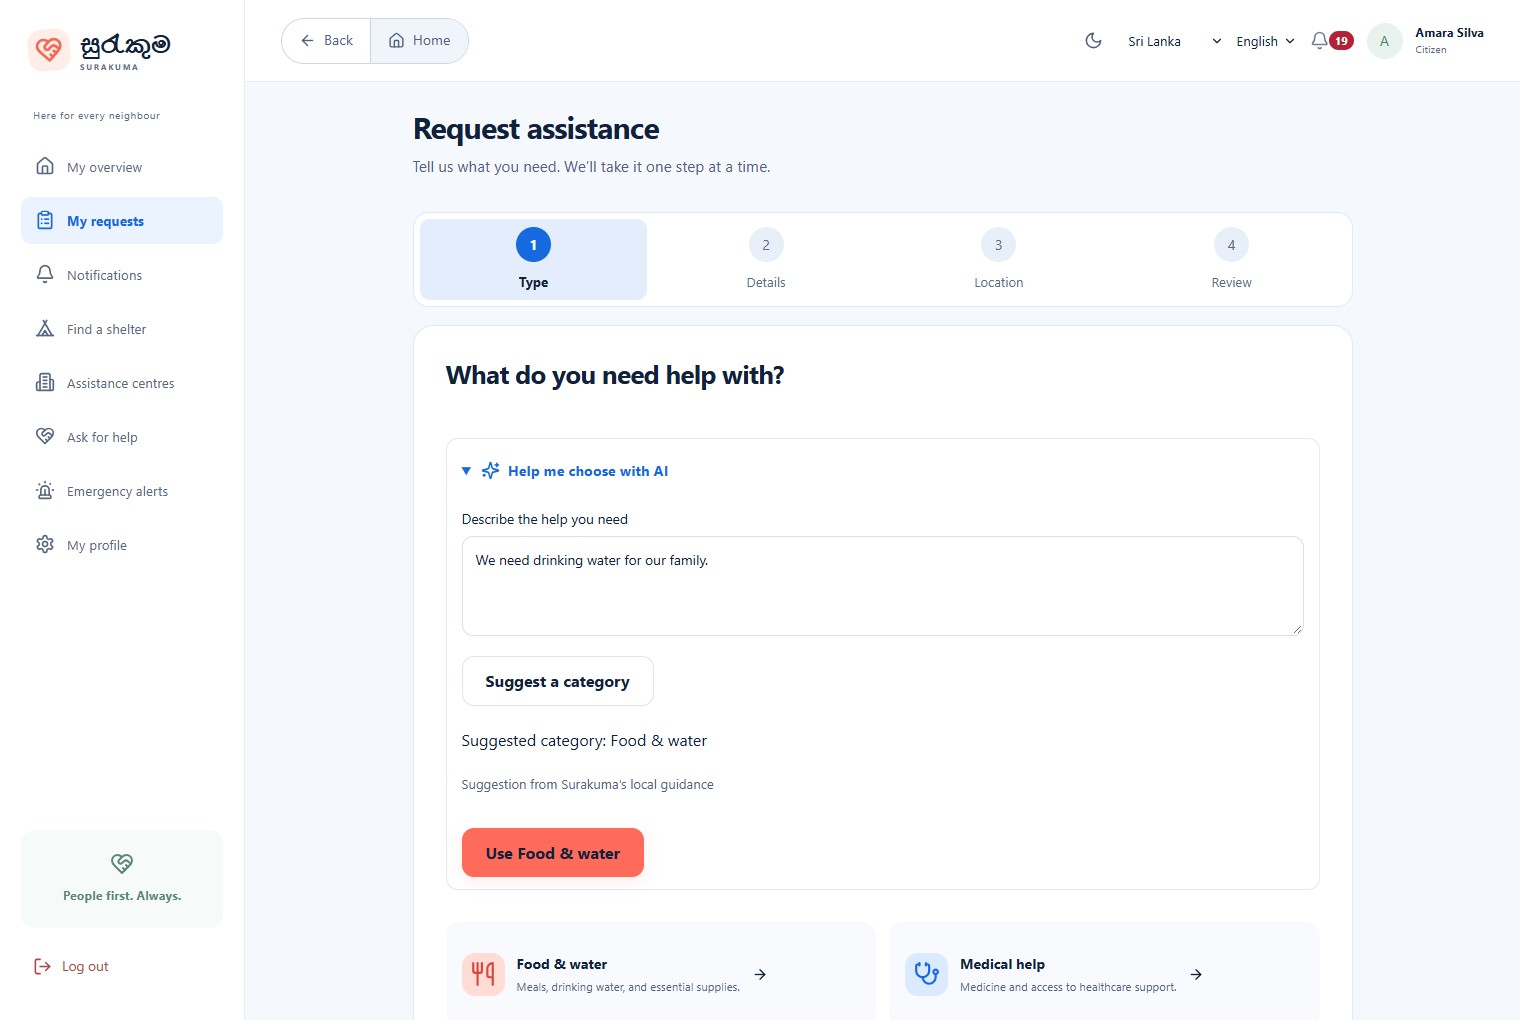 සුරැකුම
SURAKUMA
Here for every neighbour
My overview
My requests
Notifications
Find a shelter
Assistance centres
Ask for help
Emergency alerts
My profile
People first. Always.
Log out
Back
Home
Sri Lanka
English
19
A
Amara Silva
Citizen
Request assistance
Tell us what you need. We'll take it one step at a time.
1
Type
2
Details
3
Location
4
Review
What do you need help with?
Help me choose with AI
Describe the help you need
We need drinking water for our family.
Suggest a category
Suggested category: Food & water
Suggestion from Surakuma's local guidance
Use Food & water
Food & water
Meals, drinking water, and essential supplies.
Medical help
Medicine and access to healthcare support.